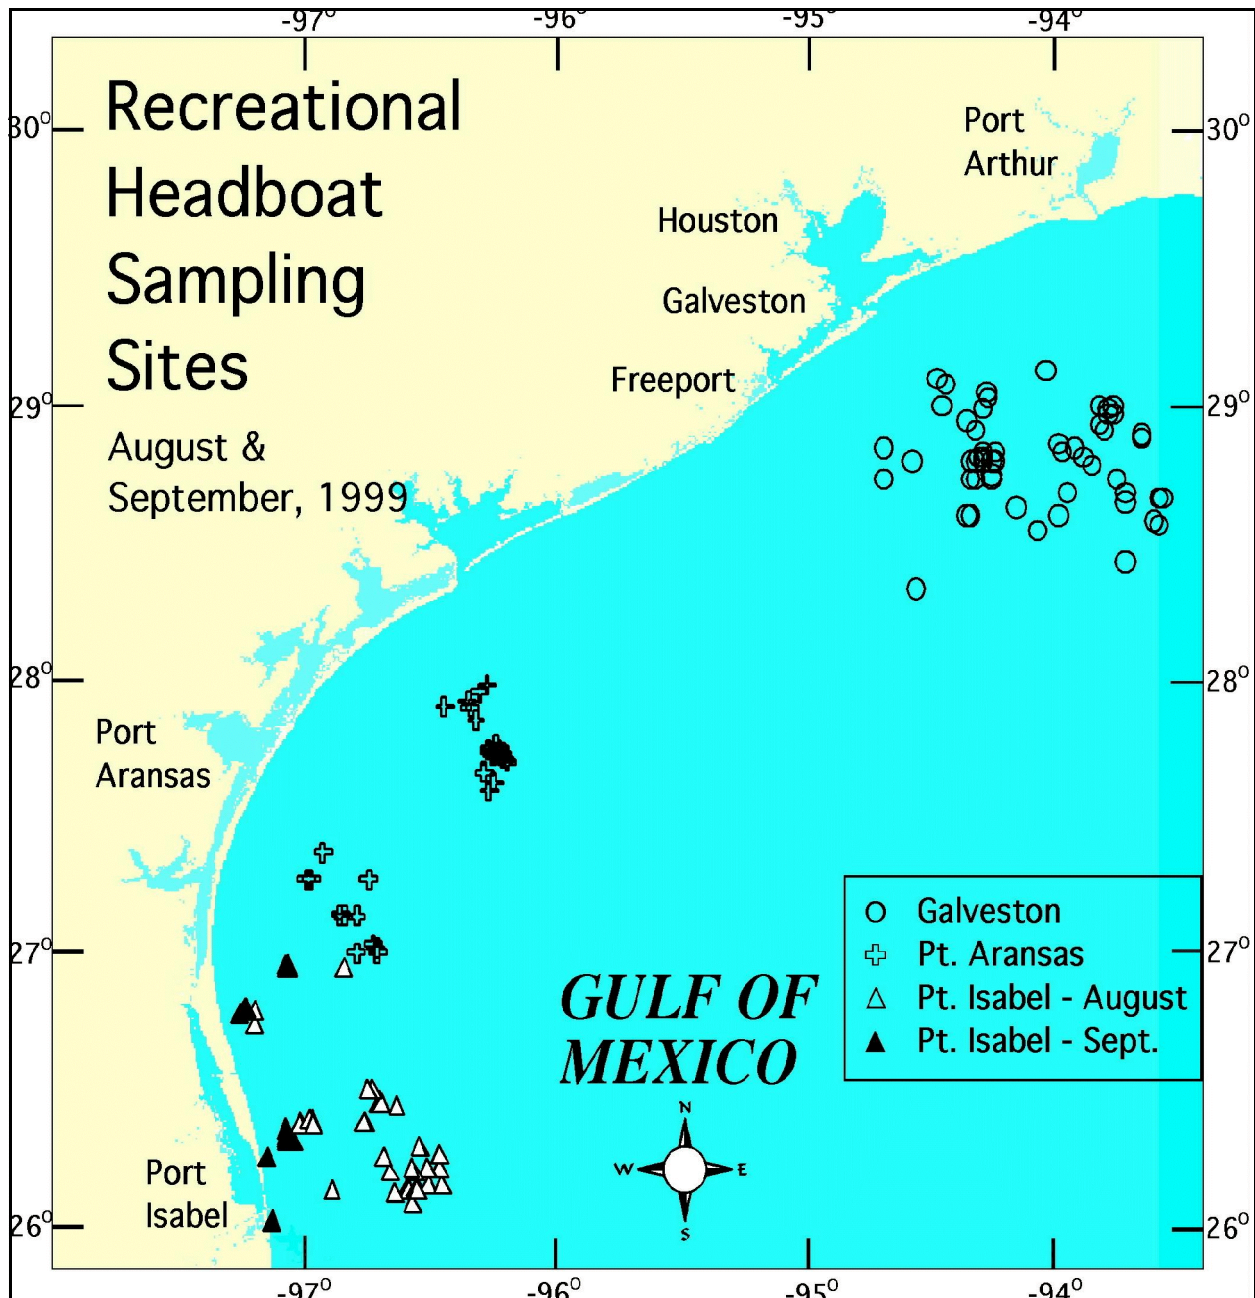 -97° -96° -95° -94°
Recreational
Headboat
Sampling
Sites
August &
September, 1999
30° 30°
Port
Arthur
Houston
Galveston
Freeport
29° 29°
28° 28°
Port
Aransas
27° 27°
Galveston
Pt. Aransas
Pt. Isabel - August
Pt. Isabel - Sept.
GULF OF
MEXICO
N
W E
S
Port
Isabel
26° 26°
-97° -96° -95° -94°